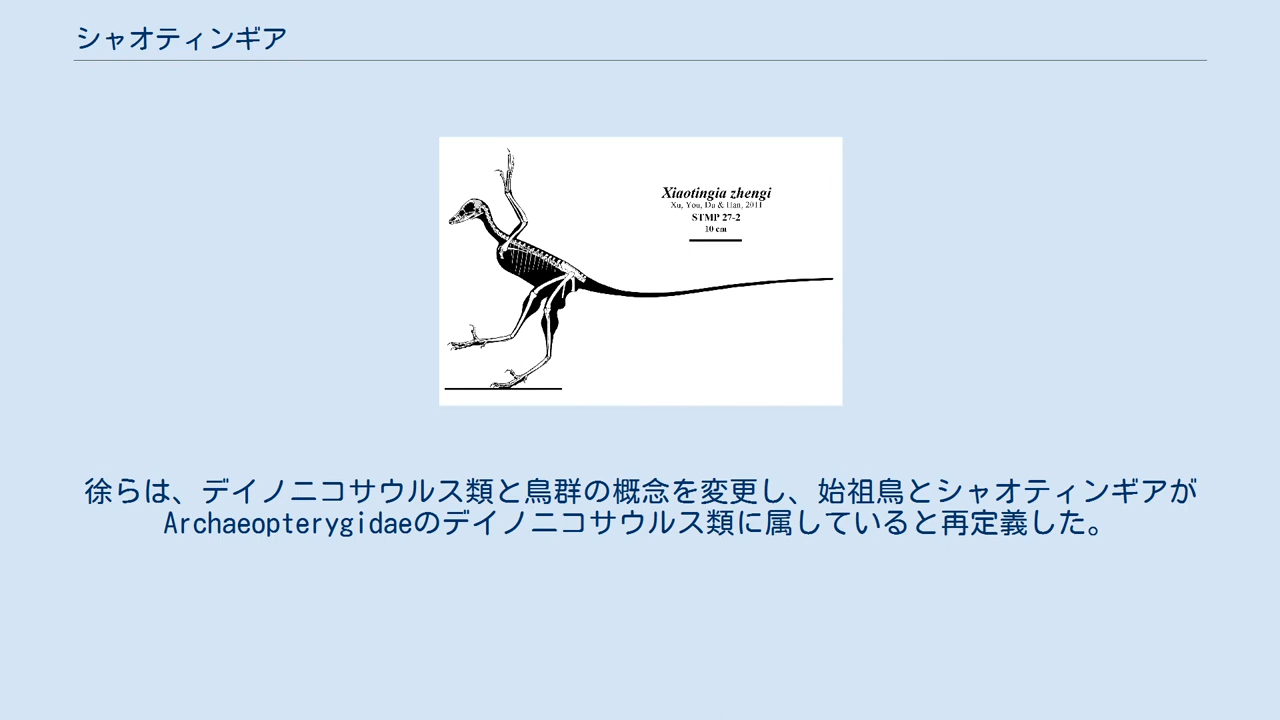 シャオティンギア
Xiaotingia zhengi
Xu, You, Du & Han, 2011
STMP 27-2
10 cm
徐らは、デイノニコサウルス類と鳥群の概念を変更し、始祖鳥とシャオティンギアが
Archaeopterygidaeのデイノニコサウルス類に属していると再定義した。